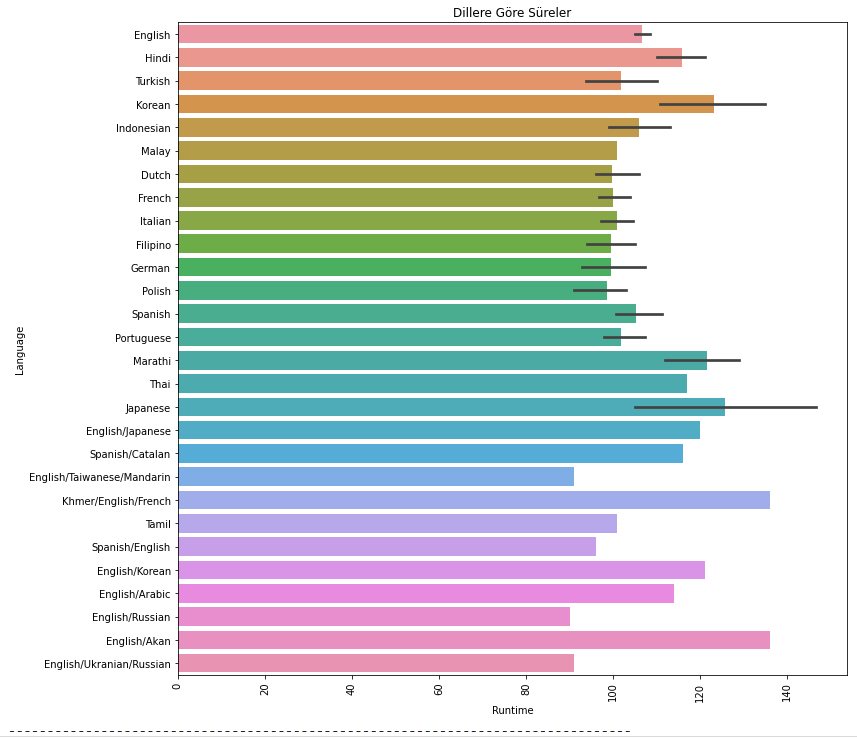 Dillere Göre Süreler
English
Hindi
Turkish
Korean
Indonesian
Malay
Dutch
French
Italian
Filipino
German
Polish
Spanish
Portuguese
Marathi
Thai
Japanese
English/Japanese
Spanish/Catalan
English/Taiwanese/Mandarin
Khmer/English/French
Tamil
Spanish/English
English/Korean
English/Arabic
English/Russian
English/Akan
English/Ukranian/Russian
Language
0 20 40 60 80 100 120 140
Runtime